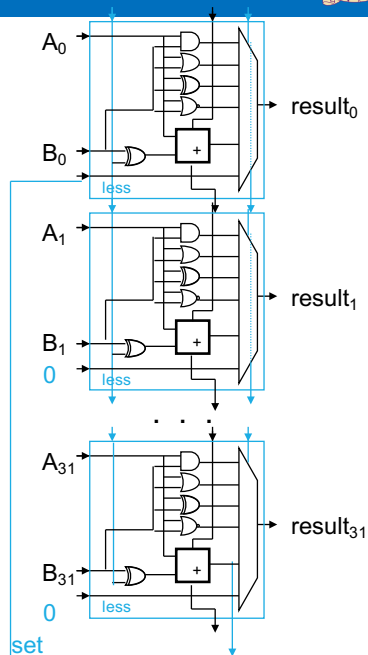 A0
result0
+
B0
less
A1
result1
+
B1
0
less
. . .
A31
result31
+
B31
0
less
set